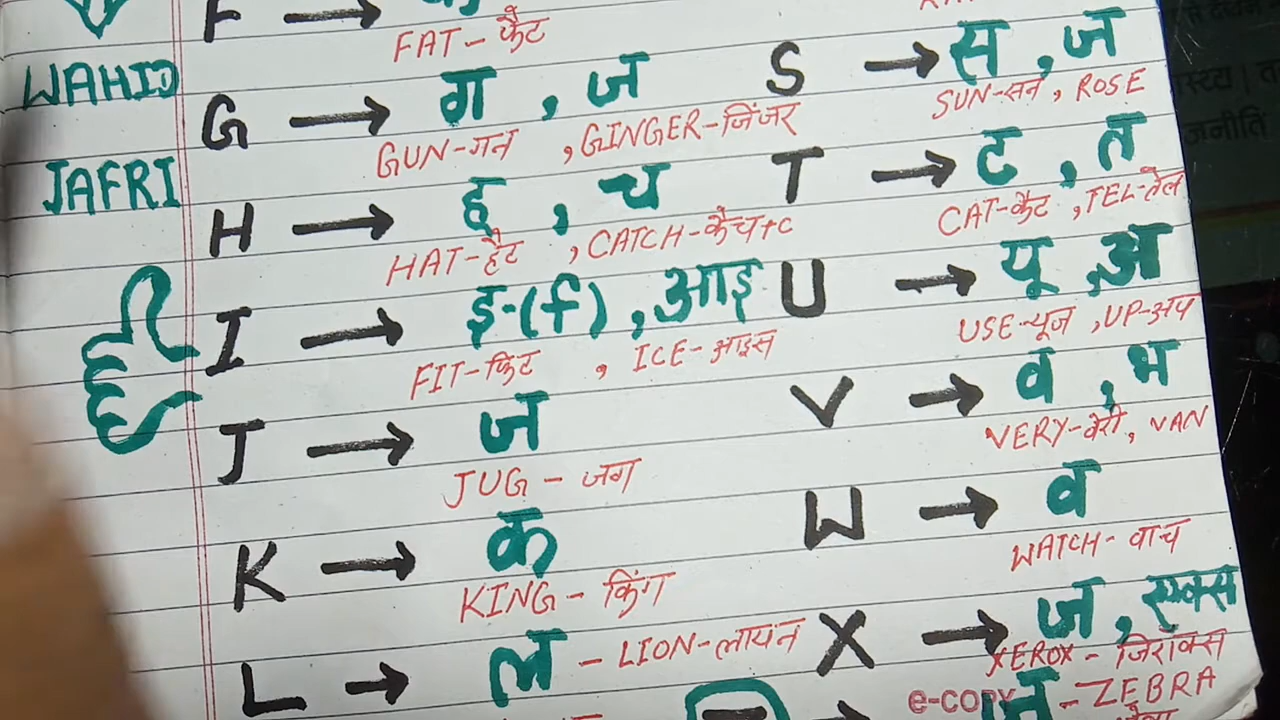 F →
FAT - फैट
WAHID
JAFRI
G → ग , ज
GUN-गन , GINGER-जिंजर
H → ह , च
HAT-हैट , CATCH-कैच+c
I → इ-(ि) , आइ
FIT-फिट , ICE-आइस
J → ज
JUG - जग
K → क
KING - किंग
L → ल - LION-लायन
S → स , ज
SUN-सन , ROSE
T → ट , त
CAT-कैट , TEL-तेल
U → यू , अ
USE-यूज , UP-अप
V → व , भ
VERY-वेरी , VAN
W → व
WATCH- वाच
X → ज , एक्स
XEROX - जिरॉक्स
→ ज - ZEBRA
e-copy